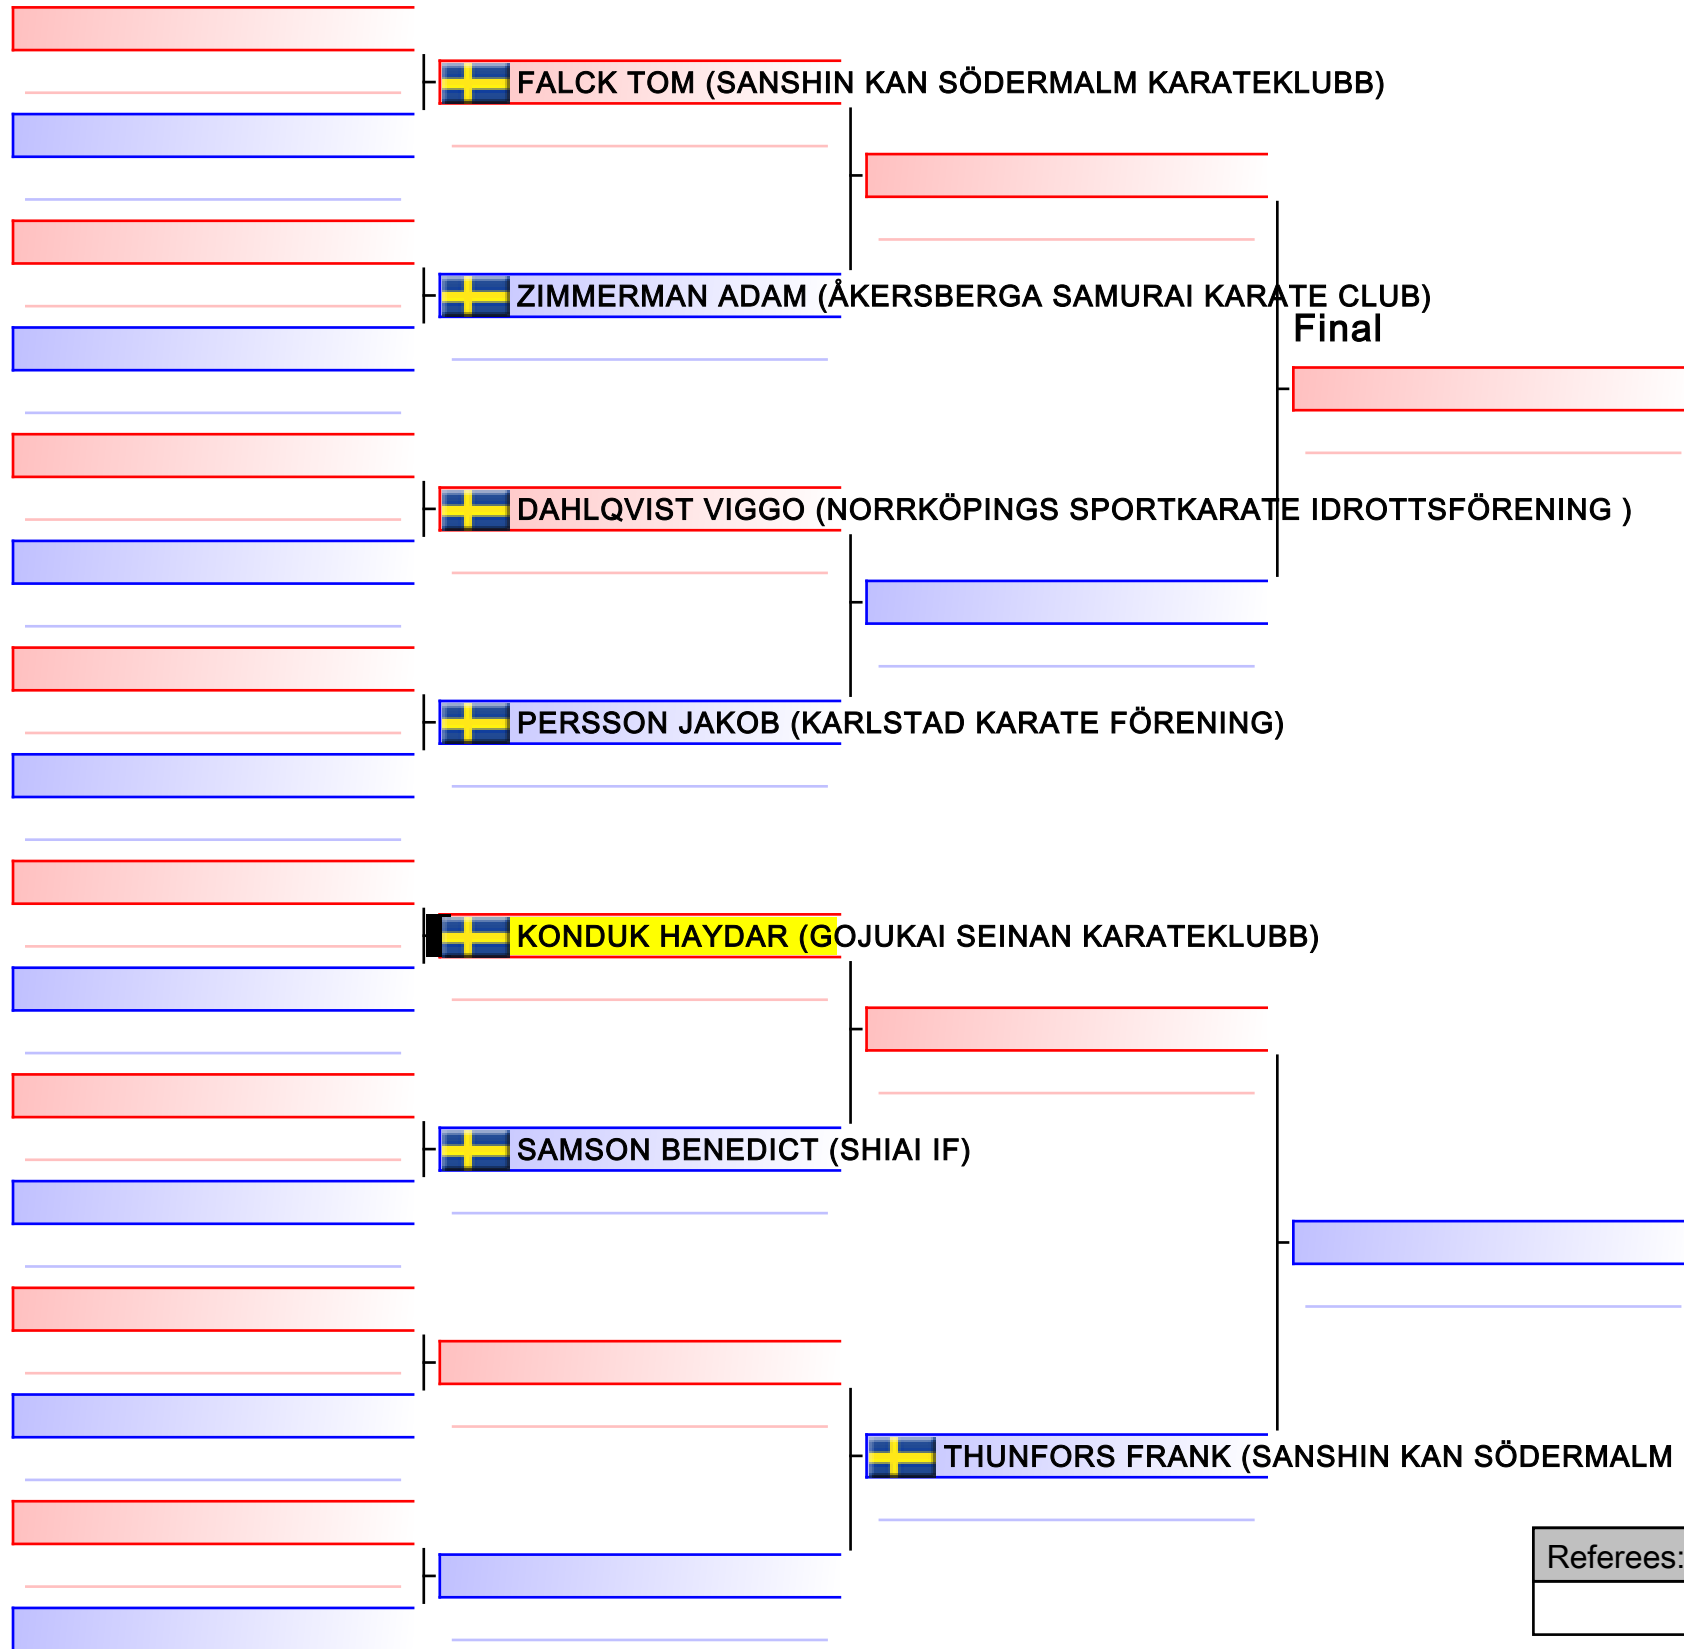 FALCK TOM (SANSHIN KAN SÖDERMALM KARATEKLUBB)
ZIMMERMAN ADAM (ÅKERSBERGA SAMURAI KARATE CLUB)
Final
DAHLQVIST VIGGO (NORRKÖPINGS SPORTKARATE IDROTTSFÖRENING )
PERSSON JAKOB (KARLSTAD KARATE FÖRENING)
KONDUK HAYDAR (GOJUKAI SEINAN KARATEKLUBB)
SAMSON BENEDICT (SHIAI IF)
THUNFORS FRANK (SANSHIN KAN SÖDERMALM
Referees: